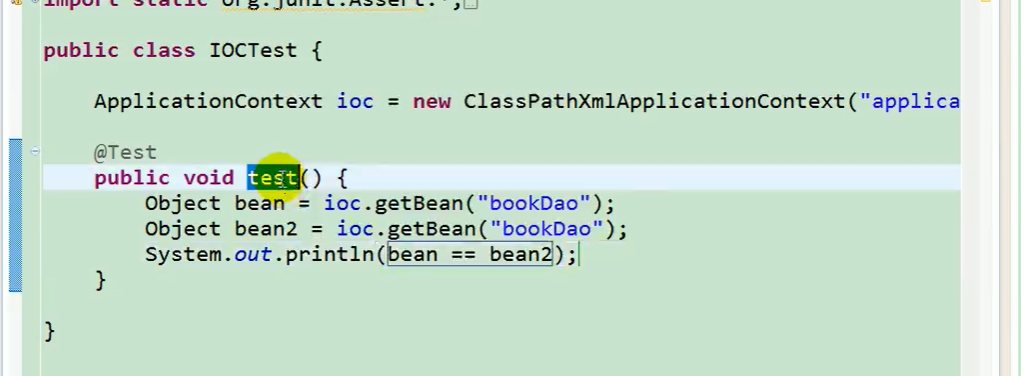 import static org.junit.Assert.*;
public class IOCTest {
ApplicationContext ioc = new ClassPathXmlApplicationContext("applica
@Test
public void test() {
Object bean = ioc.getBean("bookDao");
Object bean2 = ioc.getBean("bookDao");
System.out.println(bean == bean2);
}
}